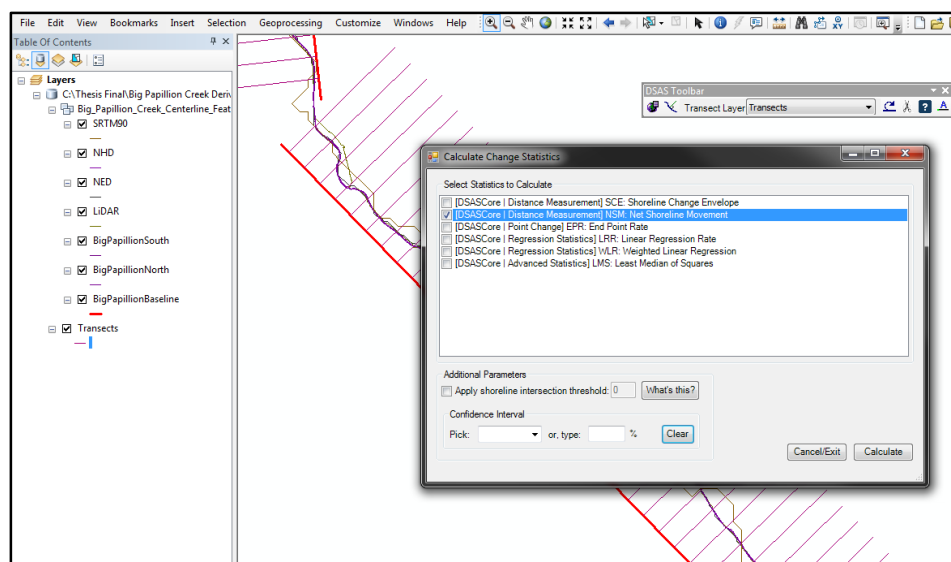 File Edit View Bookmarks Insert Selection Geoprocessing Customize Windows Help
Table Of Contents
Layers
C:\Thesis Final\Big Papillion Creek Deriv
Big_Papillion_Creek_Centerline_Feat
SRTM90
NHD
NED
LiDAR
BigPapillionSouth
BigPapillionNorth
BigPapillionBaseline
Transects
DSAS Toolbar
Transect Layer Transects
Calculate Change Statistics
Select Statistics to Calculate
[DSASCore | Distance Measurement] SCE: Shoreline Change Envelope
[DSASCore | Distance Measurement] NSM: Net Shoreline Movement
[DSASCore | Point Change] EPR: End Point Rate
[DSASCore | Regression Statistics] LRR: Linear Regression Rate
[DSASCore | Regression Statistics] WLR: Weighted Linear Regression
[DSASCore | Advanced Statistics] LMS: Least Median of Squares
Additional Parameters
Apply shoreline intersection threshold: 0 What's this?
Confidence Interval
Pick: or, type: % Clear
Cancel/Exit Calculate